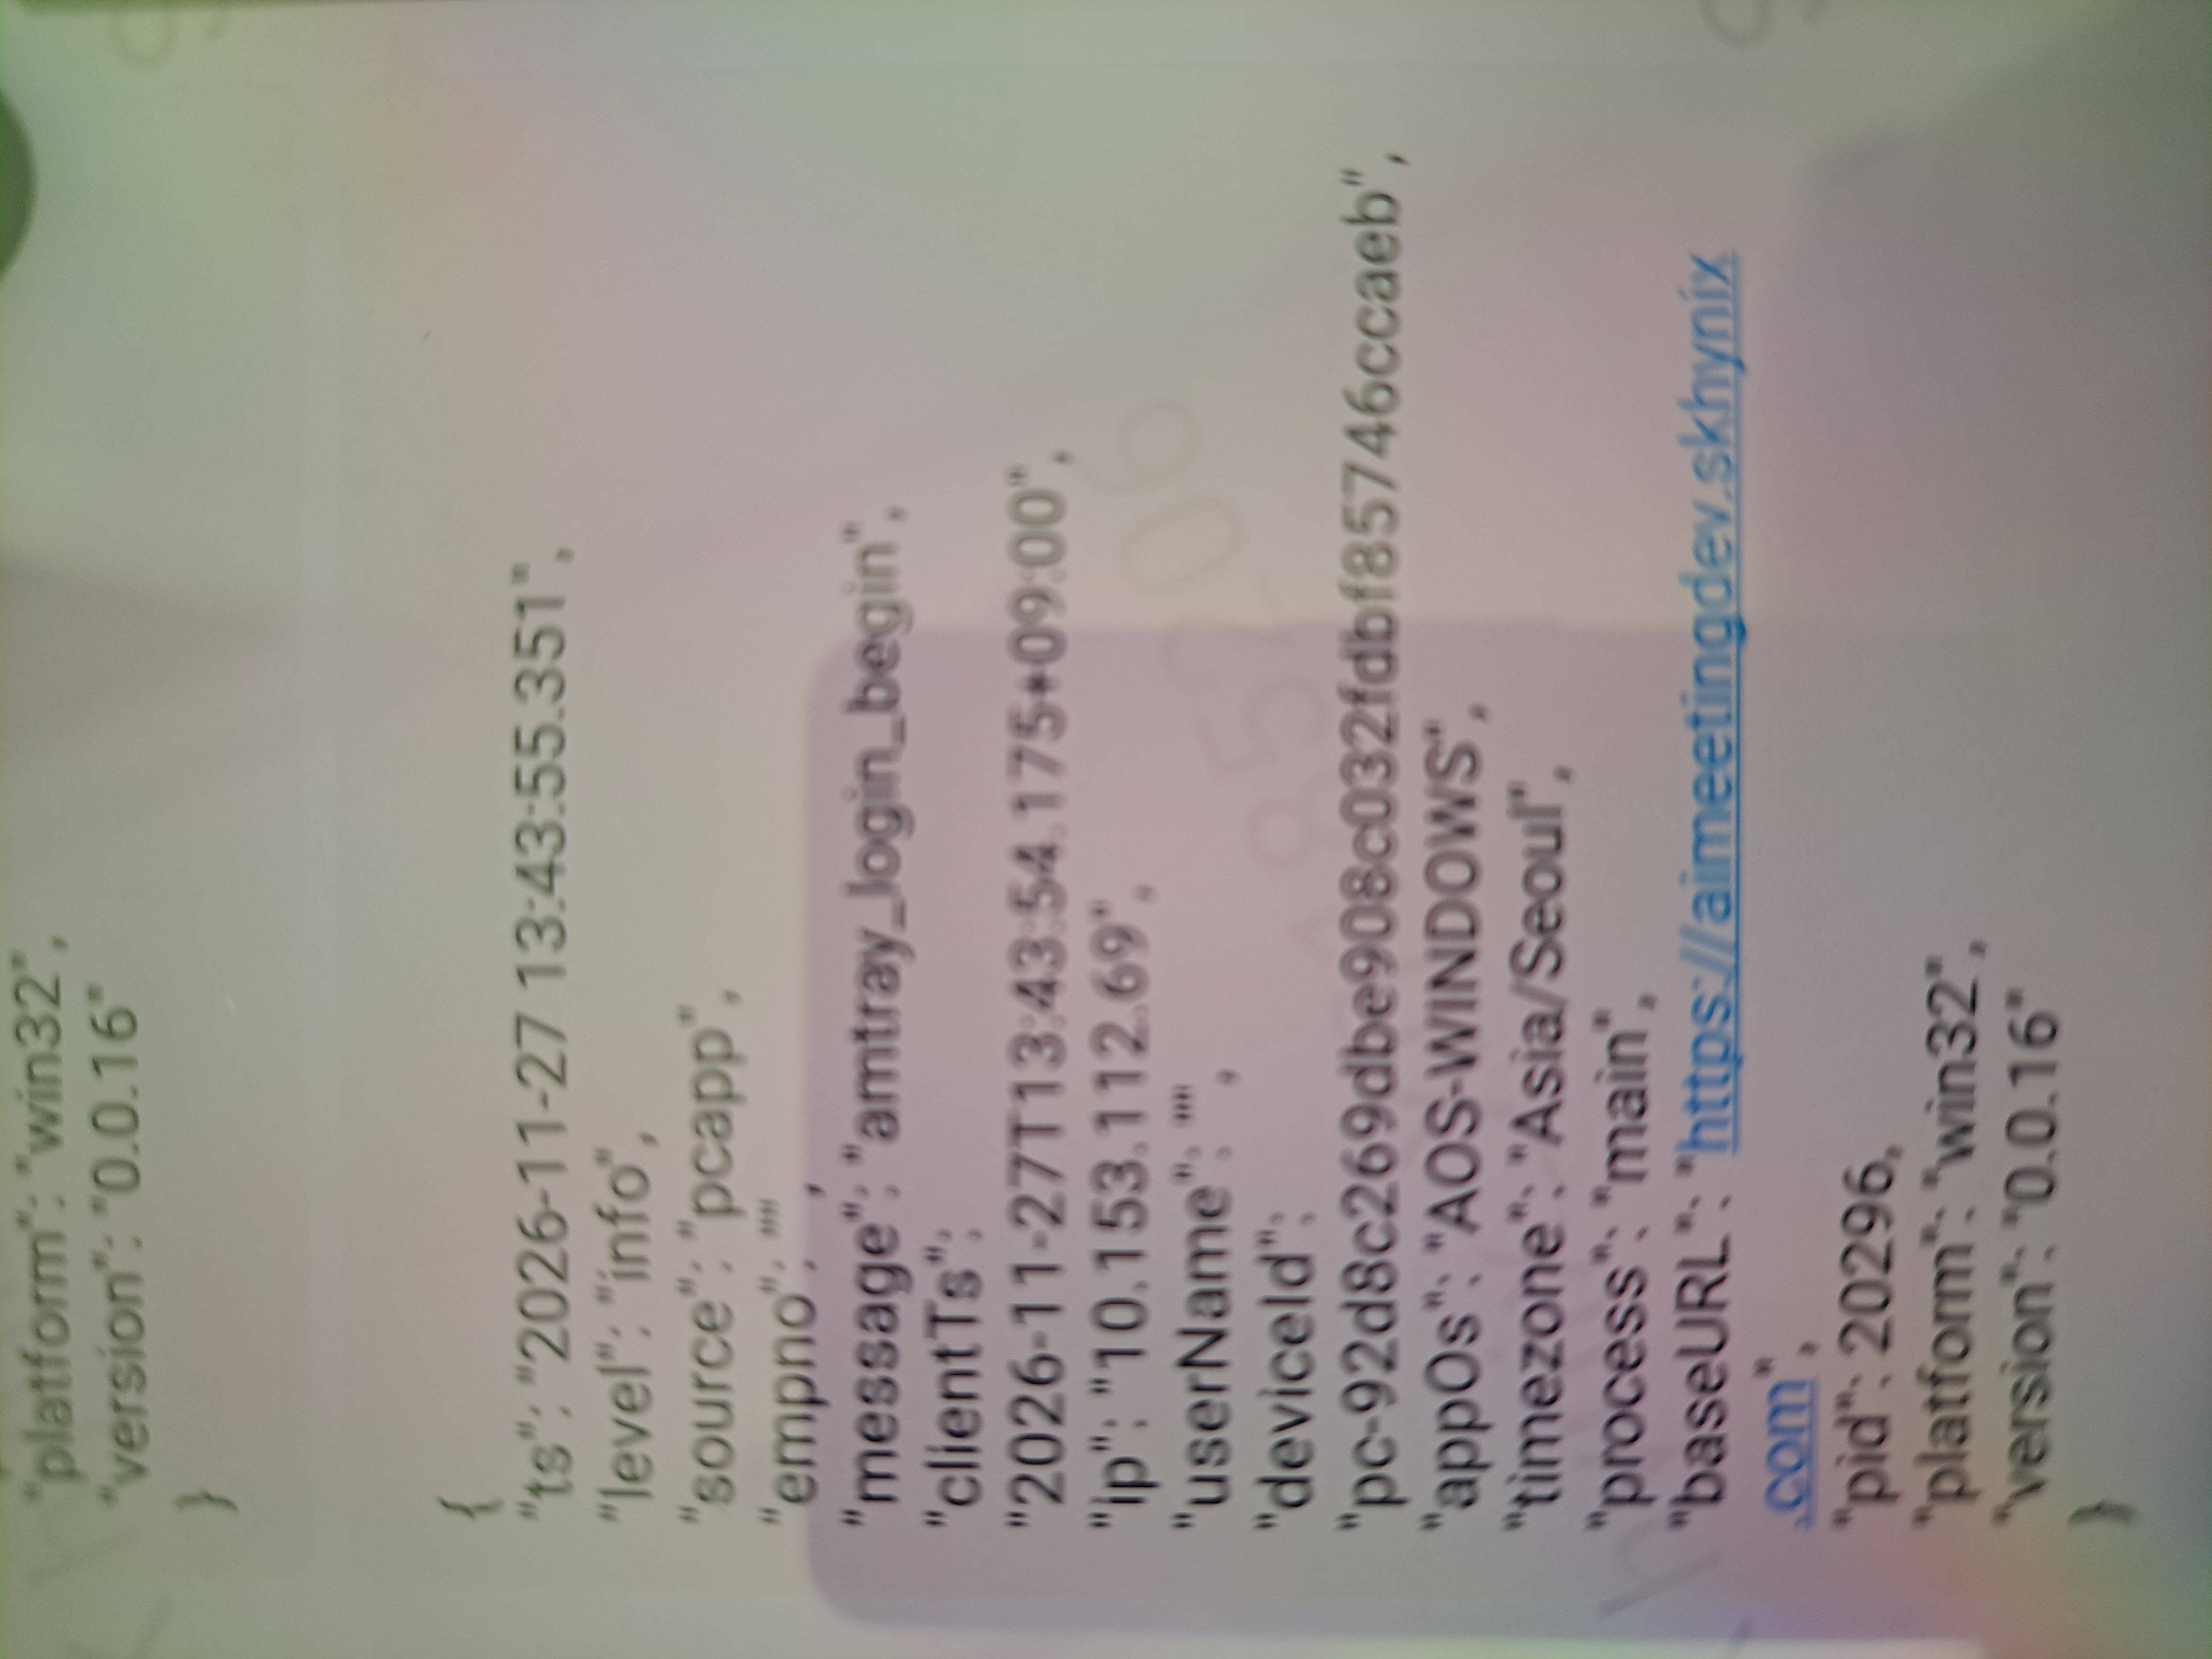 "platform": "win32",
"version": "0.0.16"
}
{
"ts": "2026-11-27 13:43:55.351",
"level": "info",
"source": "pcapp",
"empno": "",
"message": "amtray_login_begin",
"clientTs":
"2026-11-27T13:43:54.175+09:00",
"ip": "10.153.112.69",
"userName": "",
"deviceId":
"pc-92d8c269dbe908c032fdbf85746ccaeb",
"appOs": "AOS-WINDOWS",
"timezone": "Asia/Seoul",
"process": "main",
"baseURL": "https://aimeetingdev.skhynix
.com",
"pid": 20296,
"platform": "win32",
"version": "0.0.16"
}